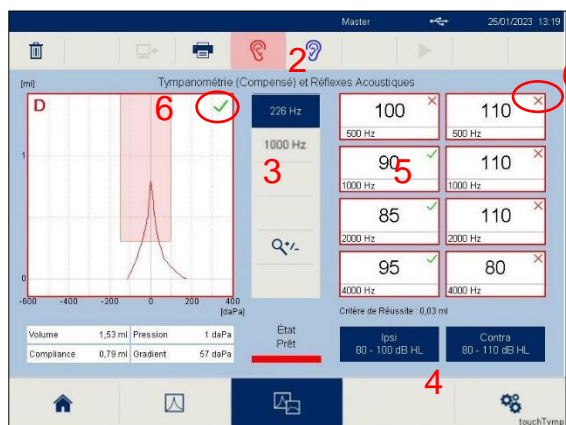 Master 25/01/2023 13:19
2
[ml] Tympanométrie (Compensé) et Réflexes Acoustiques
D 6
1
0
-600 -400 -200 0 200 400
[daPa]
226 Hz
1000 Hz
3
+/-
100
500 Hz
110
500 Hz
90 5
1000 Hz
110
1000 Hz
85
2000 Hz
110
2000 Hz
95
4000 Hz
80
4000 Hz
Critère de Réussite : 0,03 ml
Volume 1,53 ml Pression 1 daPa
Compliance 0,79 ml Gradient 57 daPa
État
Prêt
Ipsi
80 - 100 dB HL
Contra
80 - 110 dB HL
4
touchTymp